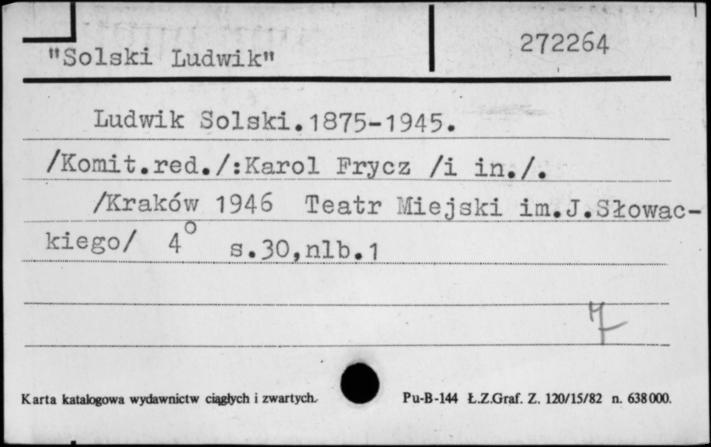 "Solski Ludwik"
272264
Ludwik Solski.1875-1945.
/Komit.red./:Karol Frycz /i in./.
/Kraków 1946 Teatr Miejski im.J.Słowac-
kiego/ 4° s.30,nlb.1
Karta katalogowa wydawnictw ciągłych i zwartych.
Pu-B-144 Ł.Z.Graf. Z. 120/15/82 n. 638000.